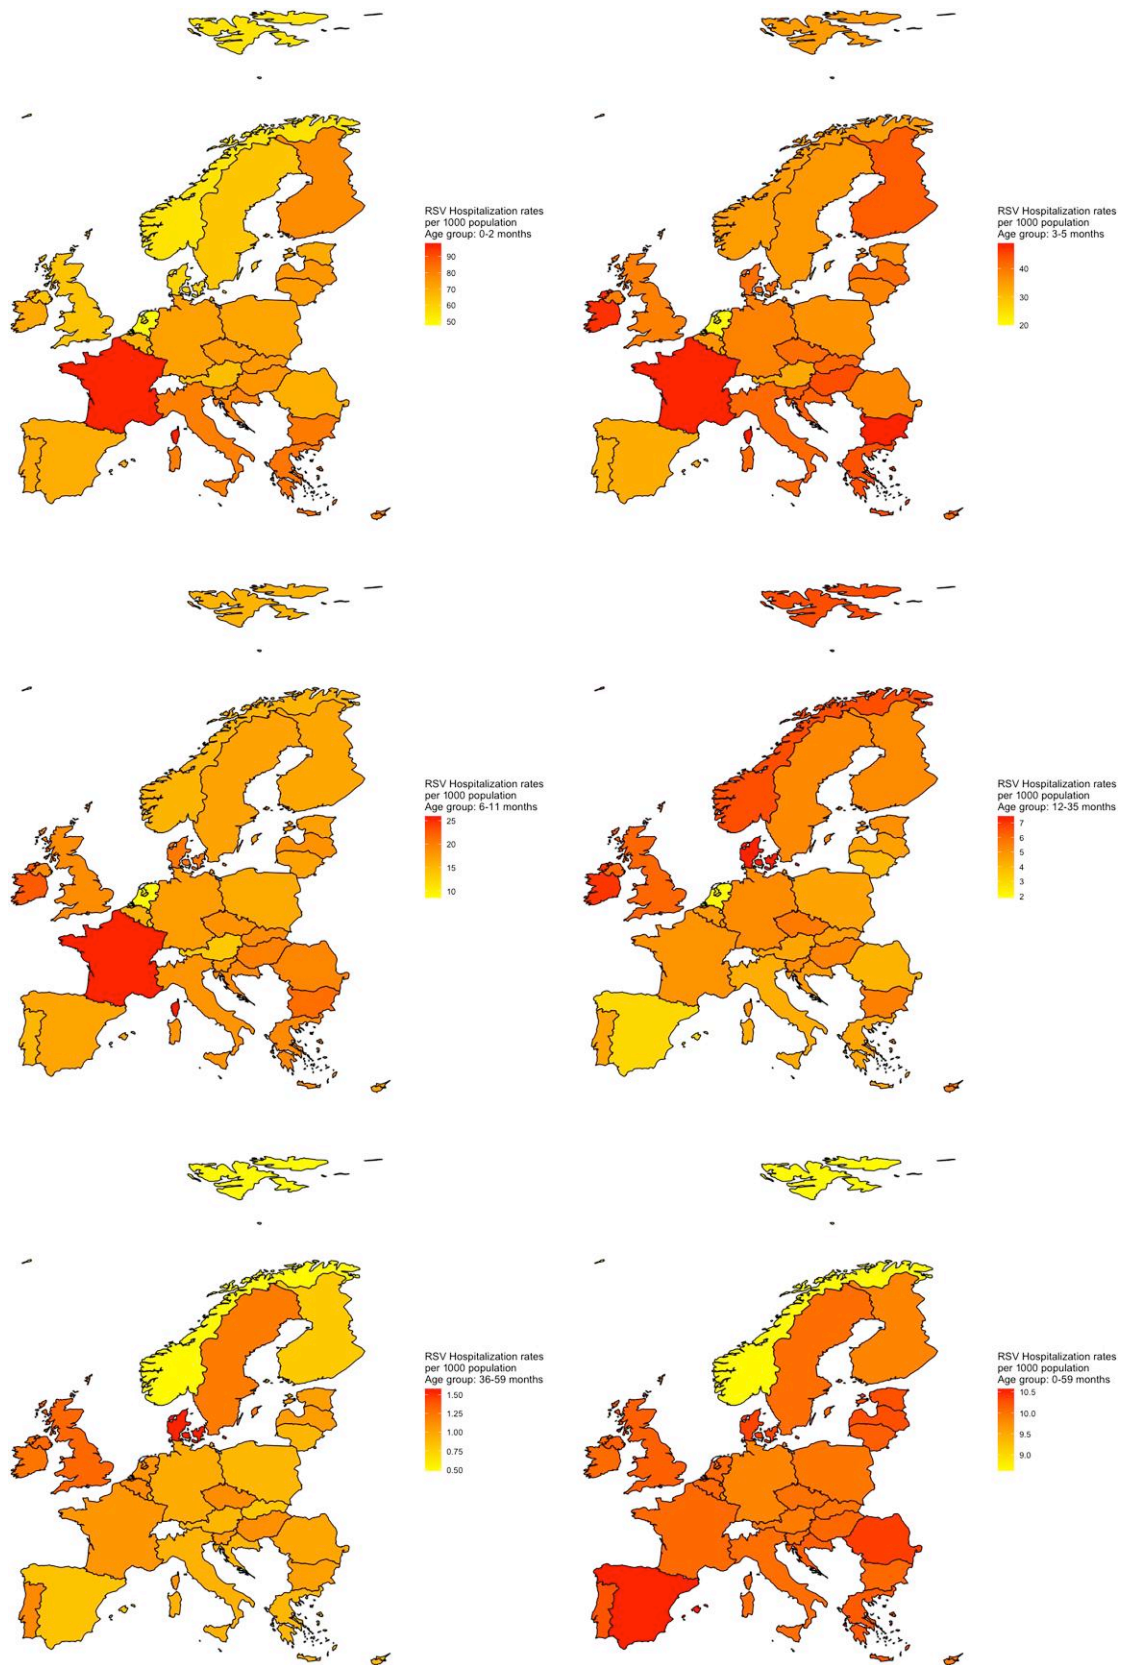 RSV Hospitalization rates
per 1000 population
Age group: 0-2 months
90
80
70
60
50
RSV Hospitalization rates
per 1000 population
Age group: 3-5 months
40
30
20
RSV Hospitalization rates
per 1000 population
Age group: 6-11 months
25
20
15
10
RSV Hospitalization rates
per 1000 population
Age group: 12-35 months
7
6
5
4
3
2
RSV Hospitalization rates
per 1000 population
Age group: 36-59 months
1.50
1.25
1.00
0.75
0.50
RSV Hospitalization rates
per 1000 population
Age group: 0-59 months
10.5
10.0
9.5
9.0